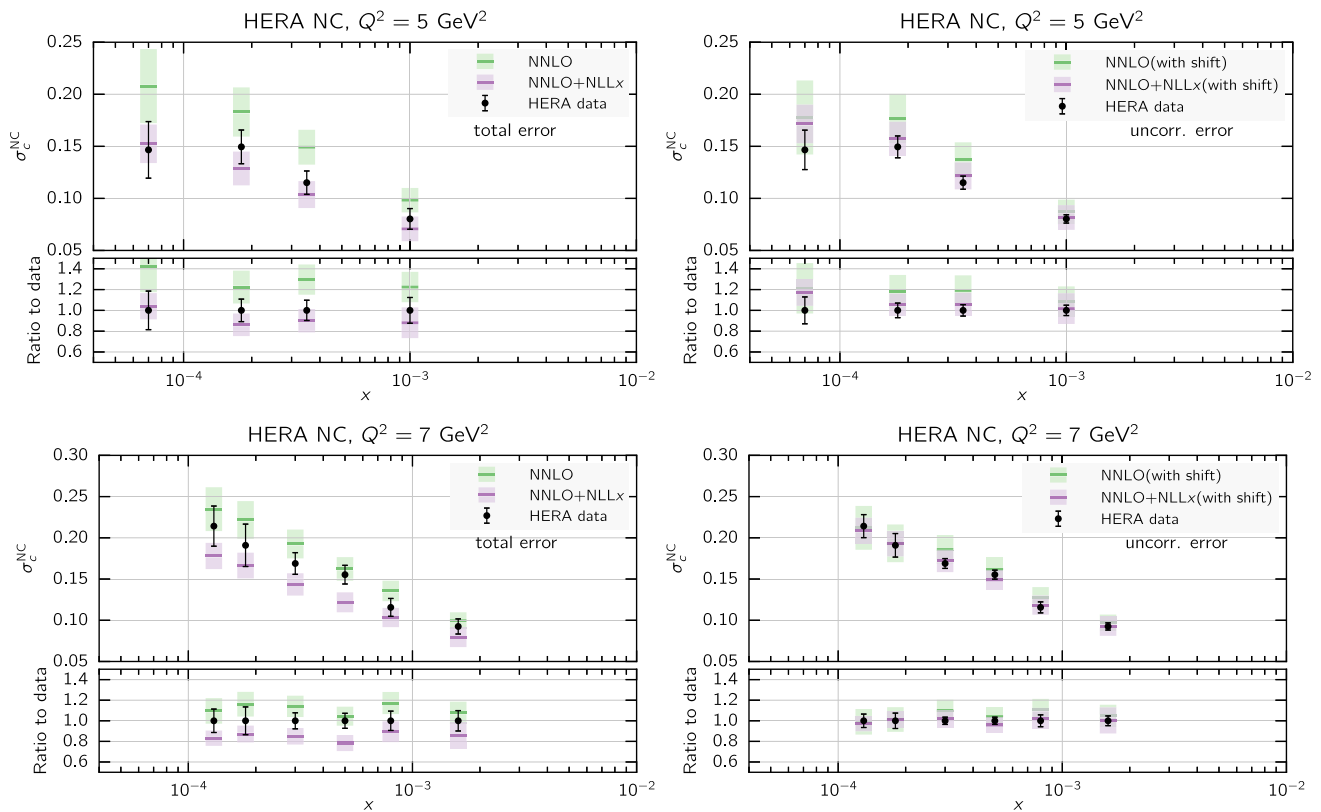 HERA NC, Q² = 5 GeV²
0.25
0.20
0.15
0.10
0.05
σ_c^NC
NNLO
NNLO+NLLx
HERA data
total error
1.4
1.2
1.0
0.8
0.6
Ratio to data
10⁻⁴
10⁻³
10⁻²
x
HERA NC, Q² = 5 GeV²
0.25
0.20
0.15
0.10
0.05
σ_c^NC
NNLO(with shift)
NNLO+NLLx(with shift)
HERA data
uncorr. error
1.4
1.2
1.0
0.8
0.6
Ratio to data
10⁻⁴
10⁻³
10⁻²
x
HERA NC, Q² = 7 GeV²
0.30
0.25
0.20
0.15
0.10
0.05
σ_c^NC
NNLO
NNLO+NLLx
HERA data
total error
1.4
1.2
1.0
0.8
0.6
Ratio to data
10⁻⁴
10⁻³
10⁻²
x
HERA NC, Q² = 7 GeV²
0.30
0.25
0.20
0.15
0.10
0.05
σ_c^NC
NNLO(with shift)
NNLO+NLLx(with shift)
HERA data
uncorr. error
1.4
1.2
1.0
0.8
0.6
Ratio to data
10⁻⁴
10⁻³
10⁻²
x